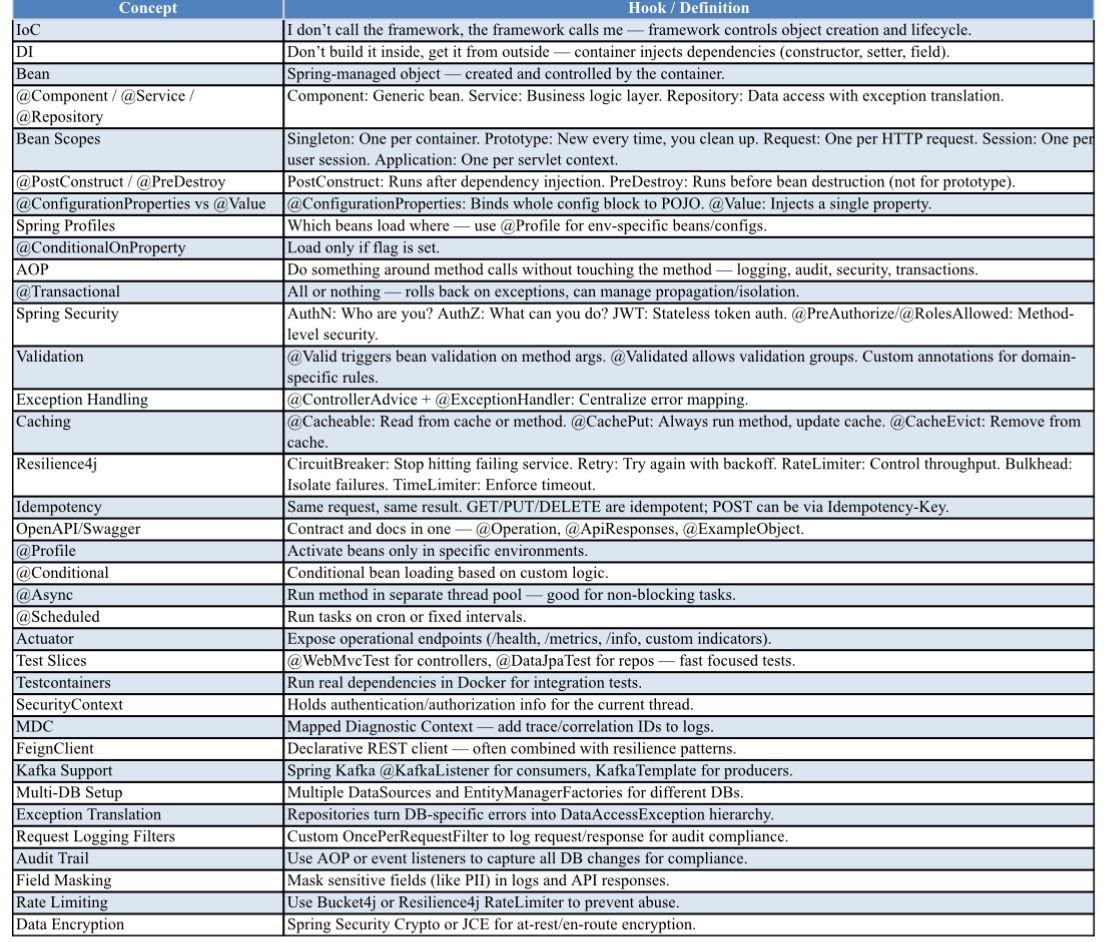 Concept Hook / Definition
IoC I don’t call the framework, the framework calls me — framework controls object creation and lifecycle.
DI Don’t build it inside, get it from outside — container injects dependencies (constructor, setter, field).
Bean Spring-managed object — created and controlled by the container.
@Component / @Service / Component: Generic bean. Service: Business logic layer. Repository: Data access with exception translation.
@Repository
Bean Scopes Singleton: One per container. Prototype: New every time, you clean up. Request: One per HTTP request. Session: One per
user session. Application: One per servlet context.
@PostConstruct / @PreDestroy PostConstruct: Runs after dependency injection. PreDestroy: Runs before bean destruction (not for prototype).
@ConfigurationProperties vs @Value @ConfigurationProperties: Binds whole config block to POJO. @Value: Injects a single property.
Spring Profiles Which beans load where — use @Profile for env-specific beans/configs.
@ConditionalOnProperty Load only if flag is set.
AOP Do something around method calls without touching the method — logging, audit, security, transactions.
@Transactional All or nothing — rolls back on exceptions, can manage propagation/isolation.
Spring Security AuthN: Who are you? AuthZ: What can you do? JWT: Stateless token auth. @PreAuthorize/@RolesAllowed: Method-
level security.
Validation @Valid triggers bean validation on method args. @Validated allows validation groups. Custom annotations for domain-
specific rules.
Exception Handling @ControllerAdvice + @ExceptionHandler: Centralize error mapping.
Caching @Cacheable: Read from cache or method. @CachePut: Always run method, update cache. @CacheEvict: Remove from
cache.
Resilience4j CircuitBreaker: Stop hitting failing service. Retry: Try again with backoff. RateLimiter: Control throughput. Bulkhead:
Isolate failures. TimeLimiter: Enforce timeout.
Idempotency Same request, same result. GET/PUT/DELETE are idempotent; POST can be via Idempotency-Key.
OpenAPI/Swagger Contract and docs in one — @Operation, @ApiResponses, @ExampleObject.
@Profile Activate beans only in specific environments.
@Conditional Conditional bean loading based on custom logic.
@Async Run method in separate thread pool — good for non-blocking tasks.
@Scheduled Run tasks on cron or fixed intervals.
Actuator Expose operational endpoints (/health, /metrics, /info, custom indicators).
Test Slices @WebMvcTest for controllers, @DataJpaTest for repos — fast focused tests.
Testcontainers Run real dependencies in Docker for integration tests.
SecurityContext Holds authentication/authorization info for the current thread.
MDC Mapped Diagnostic Context — add trace/correlation IDs to logs.
FeignClient Declarative REST client — often combined with resilience patterns.
Kafka Support Spring Kafka @KafkaListener for consumers, KafkaTemplate for producers.
Multi-DB Setup Multiple DataSources and EntityManagerFactories for different DBs.
Exception Translation Repositories turn DB-specific errors into DataAccessException hierarchy.
Request Logging Filters Custom OncePerRequestFilter to log request/response for audit compliance.
Audit Trail Use AOP or event listeners to capture all DB changes for compliance.
Field Masking Mask sensitive fields (like PII) in logs and API responses.
Rate Limiting Use Bucket4j or Resilience4j RateLimiter to prevent abuse.
Data Encryption Spring Security Crypto or JCE for at-rest/en-route encryption.